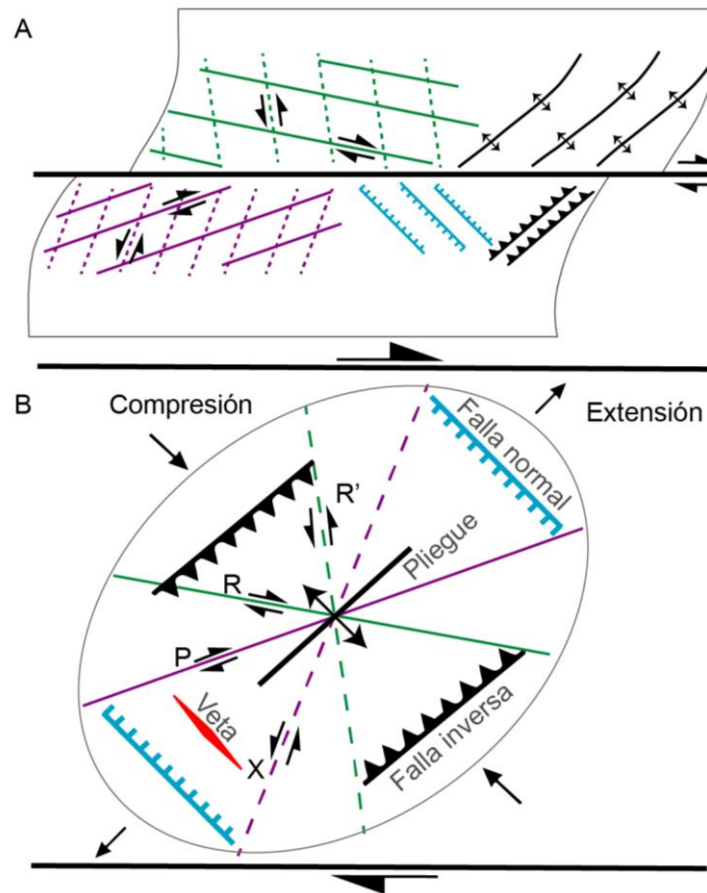 A
B
Compresión
Extensión
Falla normal
R'
Pliegue
R
P
Veta
X
Falla inversa